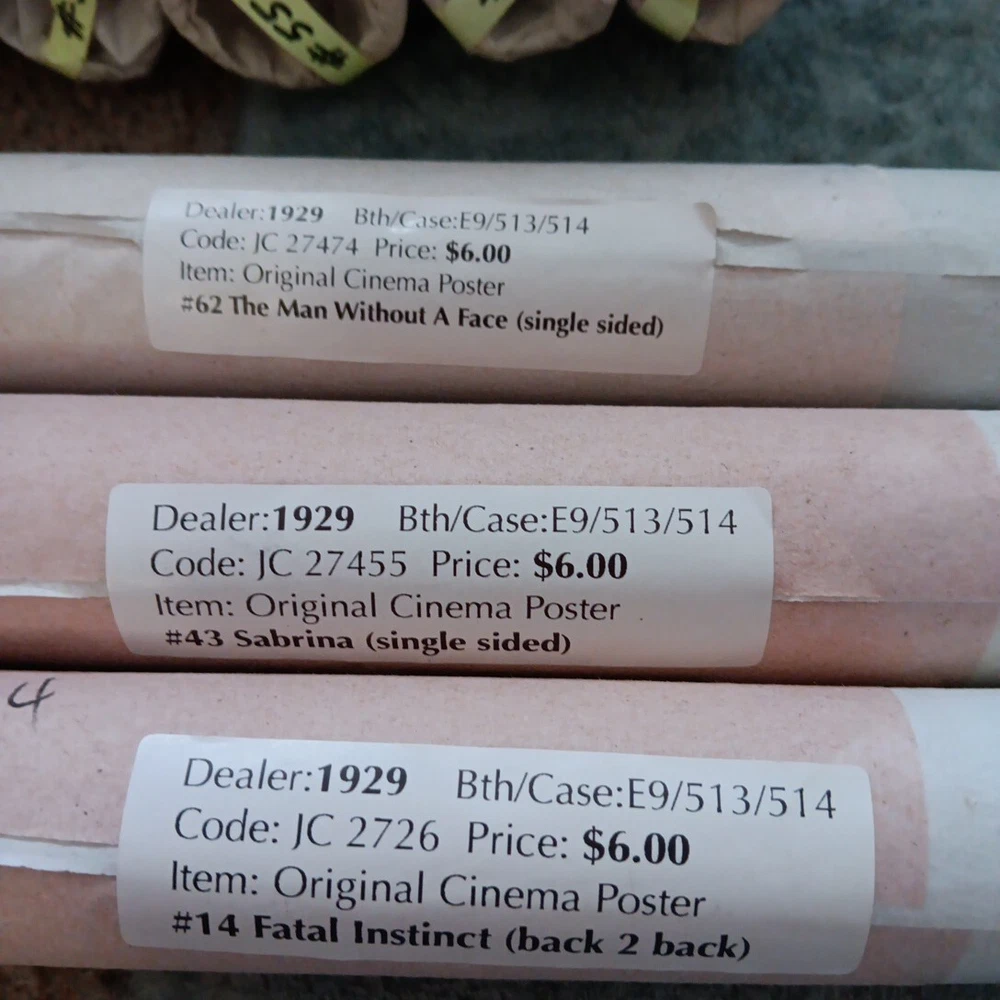 #55
Dealer:1929 Bth/Case:E9/513/514
Code: JC 27474 Price: $6.00
Item: Original Cinema Poster
#62 The Man Without A Face (single sided)
Dealer:1929 Bth/Case:E9/513/514
Code: JC 27455 Price: $6.00
Item: Original Cinema Poster
#43 Sabrina (single sided)
4
Dealer:1929 Bth/Case:E9/513/514
Code: JC 2726 Price: $6.00
Item: Original Cinema Poster
#14 Fatal Instinct (back 2 back)